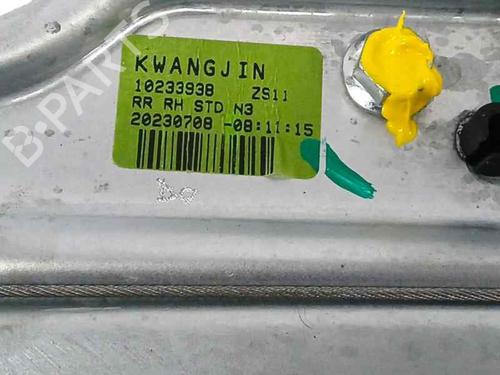 KWANGJIN
10233938 ZS11
RR RH STD N3
20230708 -08:11:15
B-PARTS